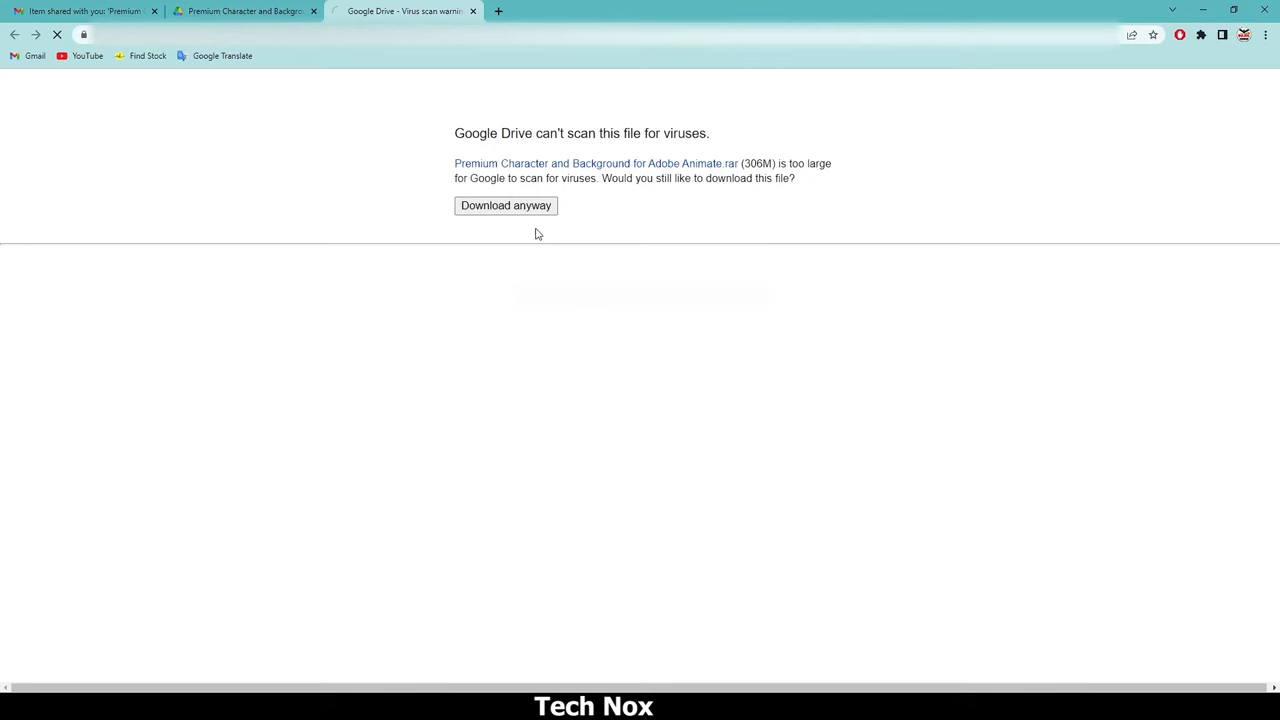 Item shared with you: 'Premium
Premium Character and Backgro
Google Drive - Virus scan warnin
Gmail
YouTube
Find Stock
Google Translate
Google Drive can't scan this file for viruses.
Premium Character and Background for Adobe Animate.rar (306M) is too large
for Google to scan for viruses. Would you still like to download this file?
Download anyway
Tech Nox